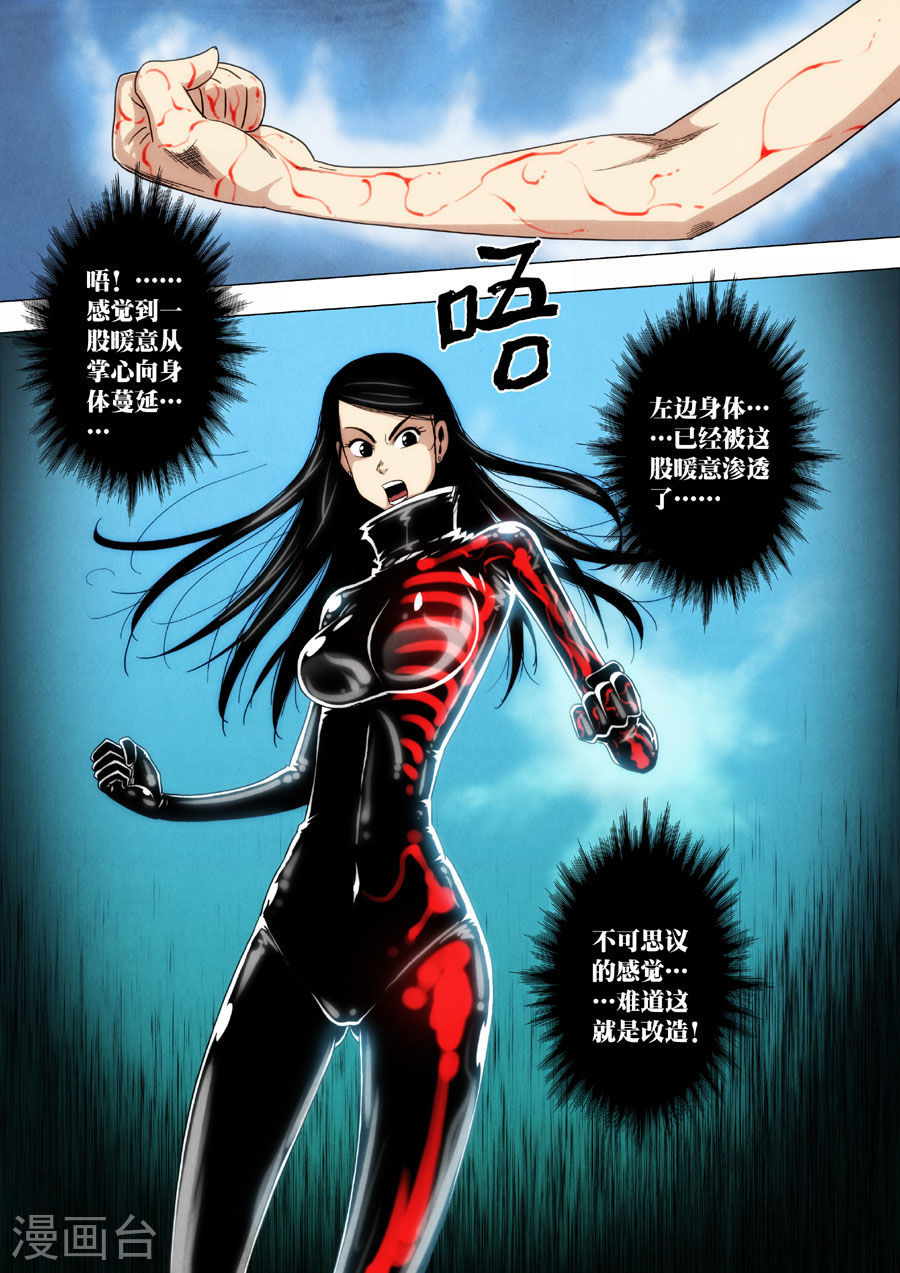 唔！……
感觉到一
股暖意从
掌心向身
体蔓延…
…
唔
左边身体…
…已经被这
股暖意渗透
了……
不可思议
的感觉…
…难道这
就是改造！
漫画台